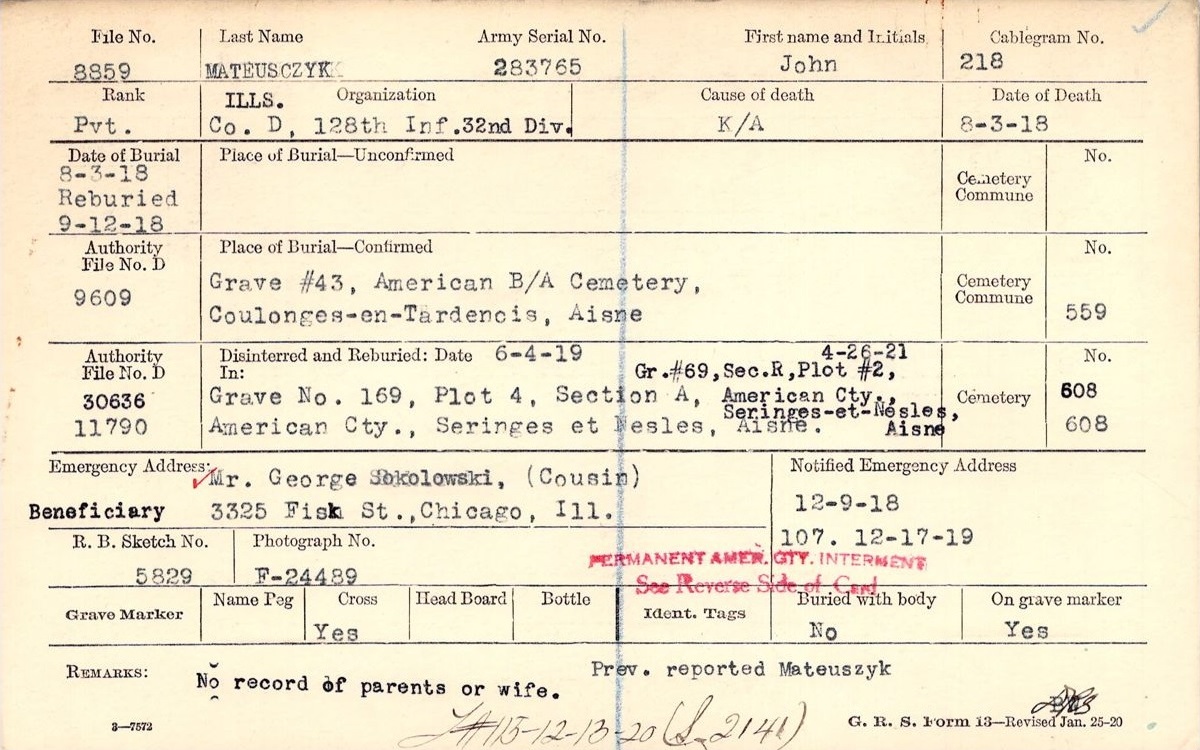 File No. Last Name Army Serial No. First name and Initials Cablegram No.
8859 MATEUSCZYK 283765 John 218
Rank ILLS. Organization Cause of death Date of Death
Pvt. Co. D, 128th Inf.32nd Div. K/A 8-3-18
Date of Burial Place of Burial—Unconfirmed No.
8-3-18
Reburied Cemetery
Commune
9-12-18
Authority Place of Burial—Confirmed No.
File No. D
9609 Grave #43, American B/A Cemetery, Cemetery
Commune
Coulonges-en-Tardenois, Aisne 559
Authority Disinterred and Reburied: Date 6-4-19 4-26-21 No.
File No. D In: Gr.#69,Sec.R,Plot #2,
30636 Grave No. 169, Plot 4, Section A, American Cty., Cemetery 608
Seringes-et-Nesles,
11790 American Cty., Seringes et Nesles, Aisne. Aisne 608
Emergency Address: Notified Emergency Address
Mr. George Sokolowski, (Cousin)
12-9-18
Beneficiary 3325 Fisk St.,Chicago, Ill.
107. 12-17-19
R. B. Sketch No. Photograph No.
PERMANENT AMER. CTY. INTERMENT
5829 F-24489
See Reverse Side of Card
Grave Marker Name Peg Cross Head Board Bottle Ident. Tags Buried with body On grave marker
Yes No Yes
REMARKS: Prev. reported Mateuszyk
No record of parents or wife.
3—7572 15-12-13-20 (S-2141) G. R. S. Form 13—Revised Jan. 25-20